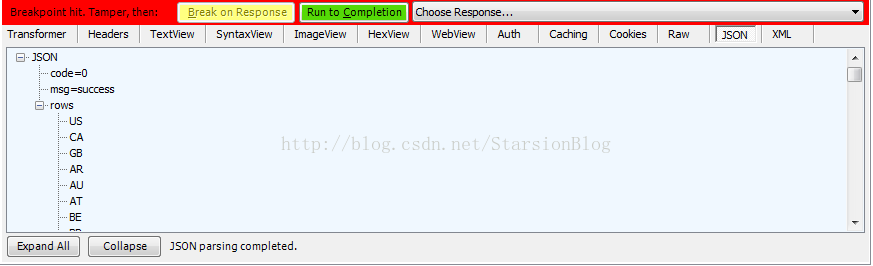 Breakpoint hit. Tamper, then: Break on Response Run to Completion Choose Response...
Transformer Headers TextView SyntaxView ImageView HexView WebView Auth Caching Cookies Raw JSON XML
JSON
code=0
msg=success
rows
US
CA
GB
AR
AU
AT
BE
http://blog.csdn.net/StarsionBlog
Expand All Collapse JSON parsing completed.